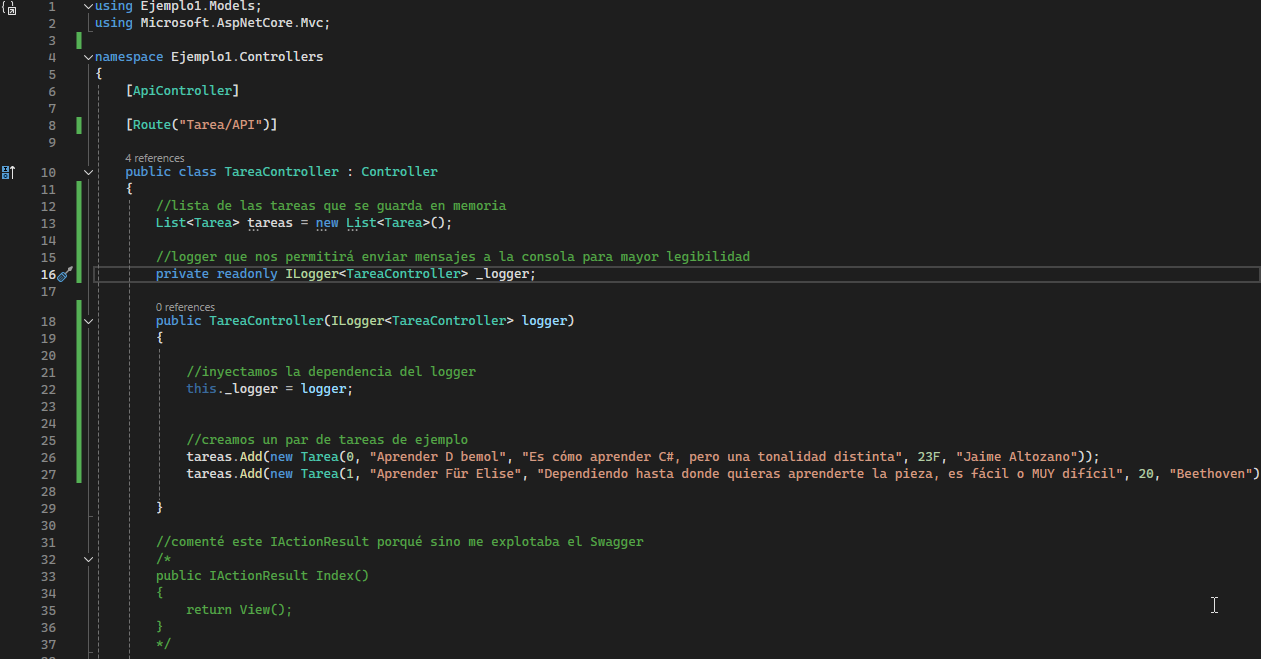 1 using Ejemplo1.Models;
2 using Microsoft.AspNetCore.Mvc;
3
4 namespace Ejemplo1.Controllers
5 {
6 [ApiController]
7
8 [Route("Tarea/API")]
9
4 references
10 public class TareaController : Controller
11 {
12 //lista de las tareas que se guarda en memoria
13 List<Tarea> tareas = new List<Tarea>();
14
15 //logger que nos permitirá enviar mensajes a la consola para mayor legibilidad
16 private readonly ILogger<TareaController> _logger;
17
0 references
18 public TareaController(ILogger<TareaController> logger)
19 {
20
21 //inyectamos la dependencia del logger
22 this._logger = logger;
23
24
25 //creamos un par de tareas de ejemplo
26 tareas.Add(new Tarea(0, "Aprender D bemol", "Es cómo aprender C#, pero una tonalidad distinta", 23F, "Jaime Altozano"));
27 tareas.Add(new Tarea(1, "Aprender Für Elise", "Dependiendo hasta donde quieras aprenderte la pieza, es fácil o MUY difícil", 20, "Beethoven")
28
29 }
30
31 //comenté este IActionResult porqué sino me explotaba el Swagger
32 /*
33 public IActionResult Index()
34 {
35 return View();
36 }
37 */